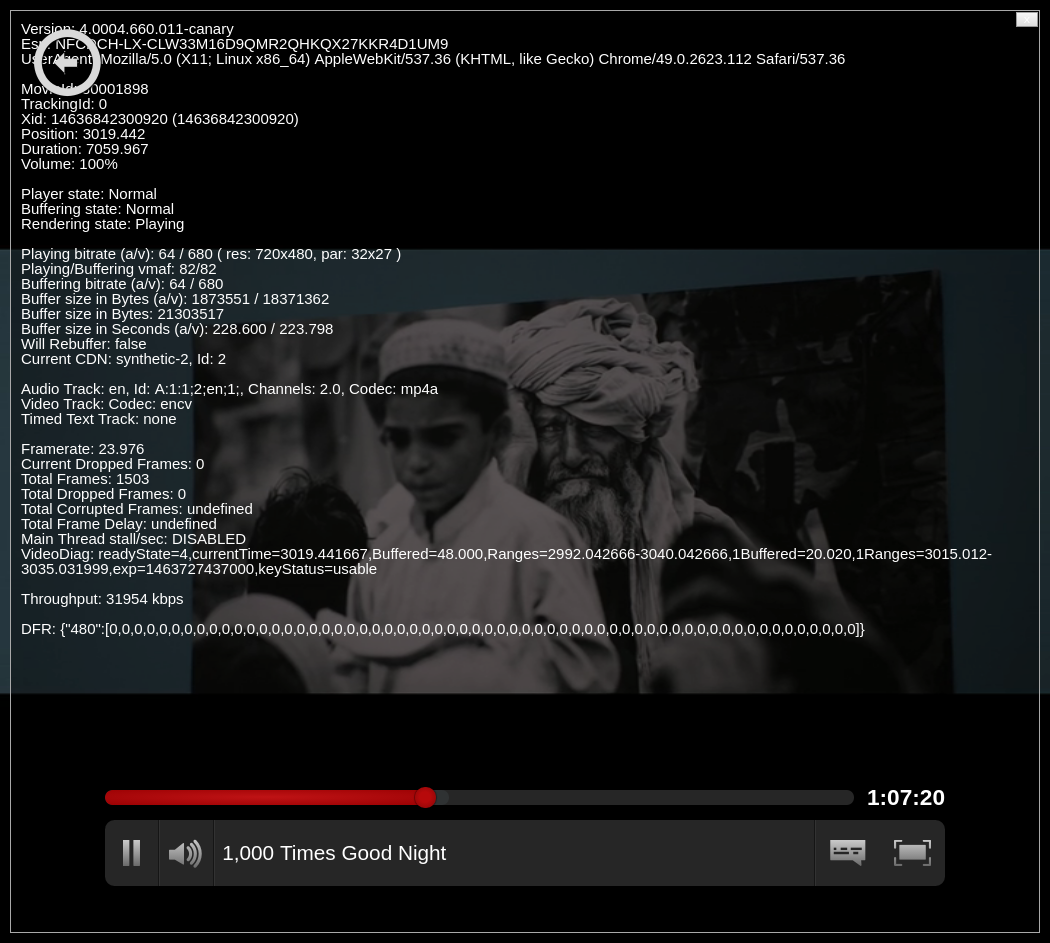 Version: 4.0004.660.011-canary
Esn: NFCDCH-LX-CLW33M16D9QMR2QHKQX27KKR4D1UM9
UserAgent: Mozilla/5.0 (X11; Linux x86_64) AppleWebKit/537.36 (KHTML, like Gecko) Chrome/49.0.2623.112 Safari/537.36
MovieId: 80001898
TrackingId: 0
Xid: 14636842300920 (14636842300920)
Position: 3019.442
Duration: 7059.967
Volume: 100%
Player state: Normal
Buffering state: Normal
Rendering state: Playing
Playing bitrate (a/v): 64 / 680 ( res: 720x480, par: 32x27 )
Playing/Buffering vmaf: 82/82
Buffering bitrate (a/v): 64 / 680
Buffer size in Bytes (a/v): 1873551 / 18371362
Buffer size in Bytes: 21303517
Buffer size in Seconds (a/v): 228.600 / 223.798
Will Rebuffer: false
Current CDN: synthetic-2, Id: 2
Audio Track: en, Id: A:1:1;2;en;1;, Channels: 2.0, Codec: mp4a
Video Track: Codec: encv
Timed Text Track: none
Framerate: 23.976
Current Dropped Frames: 0
Total Frames: 1503
Total Dropped Frames: 0
Total Corrupted Frames: undefined
Total Frame Delay: undefined
Main Thread stall/sec: DISABLED
VideoDiag: readyState=4,currentTime=3019.441667,Buffered=48.000,Ranges=2992.042666-3040.042666,1Buffered=20.020,1Ranges=3015.012-
3035.031999,exp=1463727437000,keyStatus=usable
Throughput: 31954 kbps
DFR: {"480":[0,0,0,0,0,0,0,0,0,0,0,0,0,0,0,0,0,0,0,0,0,0,0,0,0,0,0,0,0,0,0,0,0,0,0,0,0,0,0,0,0,0,0,0,0,0,0,0,0,0,0,0,0,0,0,0,0,0,0,0,0]}
1:07:20
1,000 Times Good Night